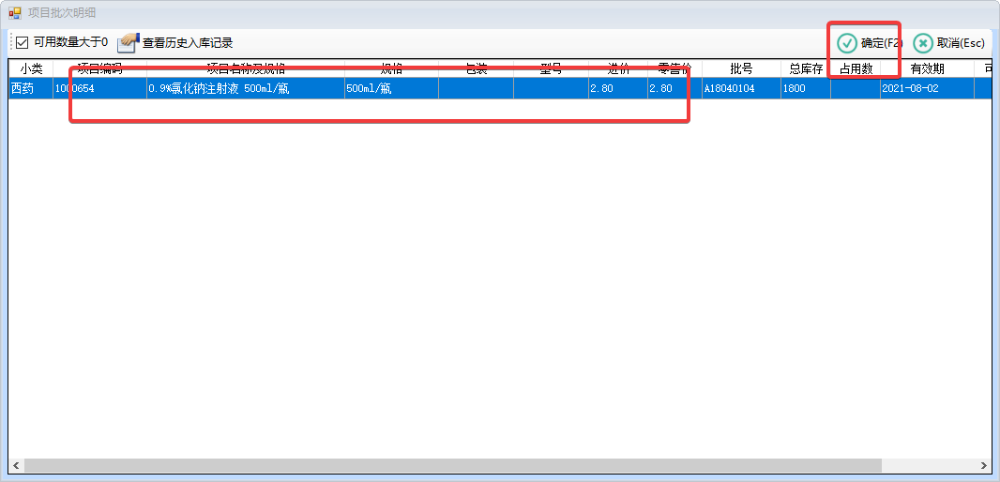 项目批次明细
可用数量大于0 查看历史入库记录 确定(F2) 取消(Esc)
小类 项目编码 项目名称及规格 规格 包装 型号 进价 零售价 批号 总库存 占用数 有效期 可
西药 1000654 0.9%氯化钠注射液 500ml/瓶 500ml/瓶 2.80 2.80 A18040104 1800 2021-08-02